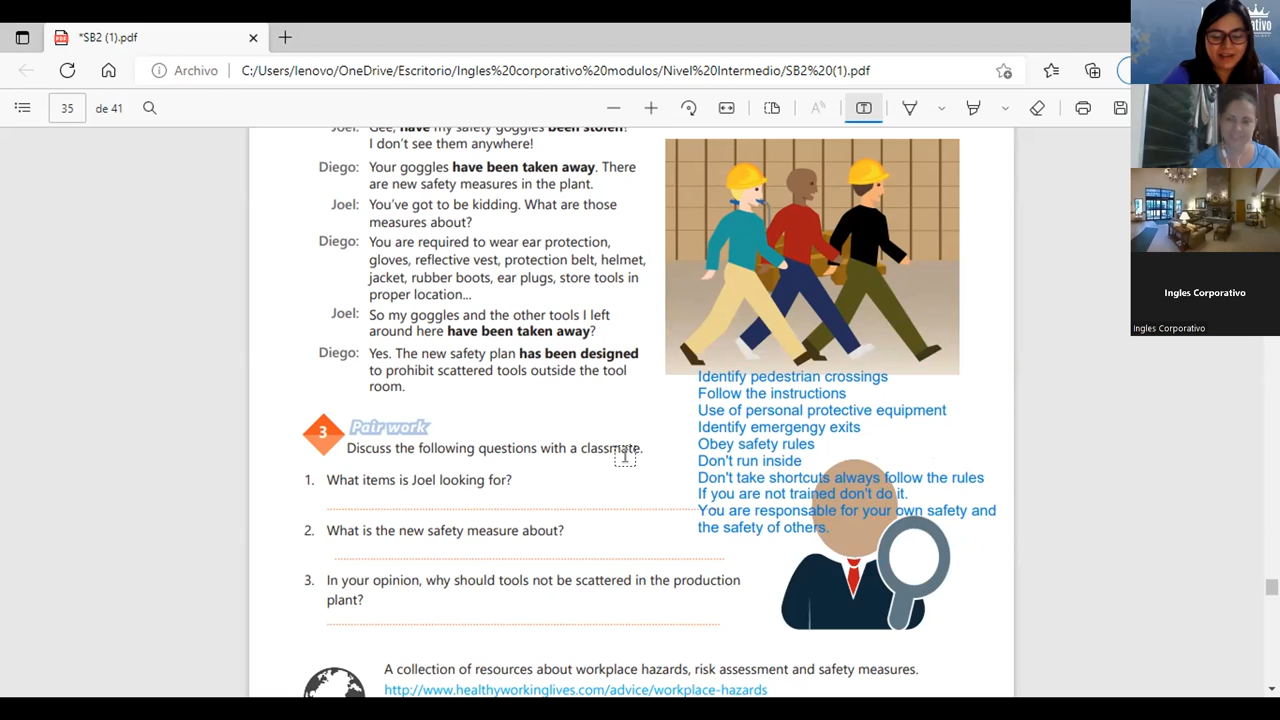 *SB2 (1).pdf
Archivo
C:/Users/lenovo/OneDrive/Escritorio/Ingles%20corporativo%20modulos/Nivel%20Intermedio/SB2%20(1).pdf
35 de 41
Joel: Gee, have my safety goggles been stolen?
I don't see them anywhere!
Diego: Your goggles have been taken away. There
are new safety measures in the plant.
Joel: You've got to be kidding. What are those
measures about?
Diego: You are required to wear ear protection,
gloves, reflective vest, protection belt, helmet,
jacket, rubber boots, ear plugs, store tools in
proper location...
Joel: So my goggles and the other tools I left
around here have been taken away?
Diego: Yes. The new safety plan has been designed
to prohibit scattered tools outside the tool
room.
Identify pedestrian crossings
Follow the instructions
Use of personal protective equipment
Identify emergengy exits
Obey safety rules
Don't run inside
Don't take shortcuts always follow the rules
If you are not trained don't do it.
You are responsible for your own safety and
the safety of others.
3 Pair work
Discuss the following questions with a classmate.
1. What items is Joel looking for?
2. What is the new safety measure about?
3. In your opinion, why should tools not be scattered in the production
plant?
A collection of resources about workplace hazards, risk assessment and safety measures.
http://www.healthyworkinglives.com/advice/workplace-hazards
Ingles Corporativo
Ingles Corporativo